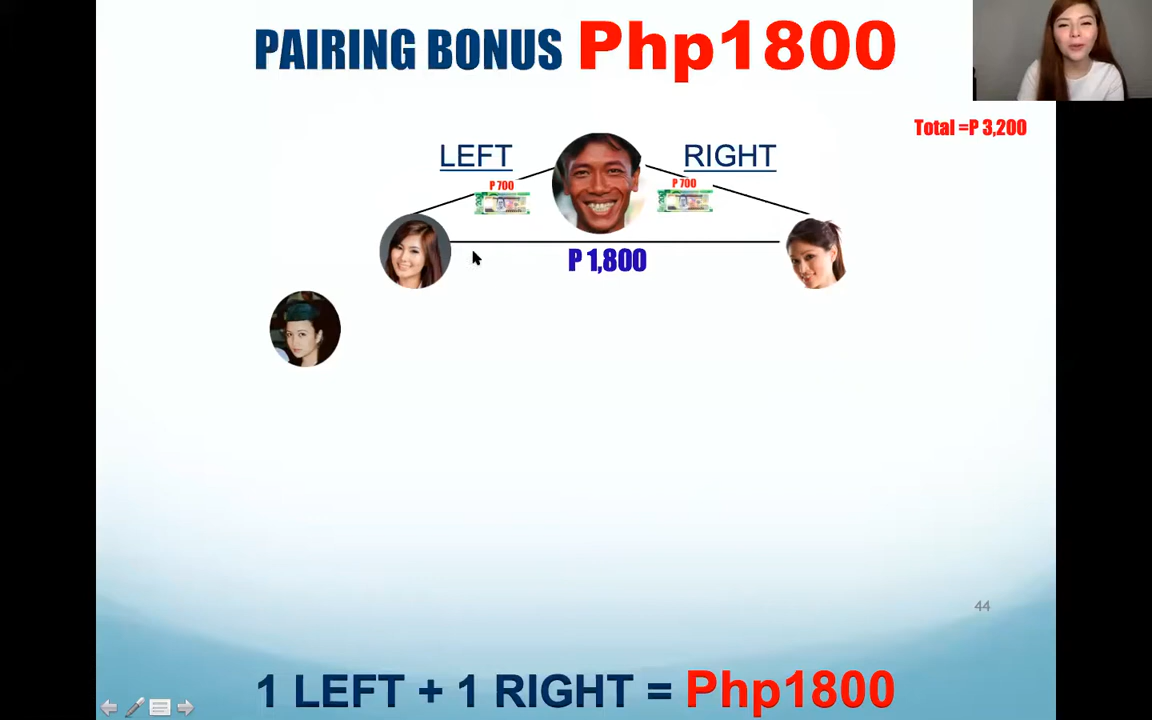 PAIRING BONUS Php1800
Total =P 3,200
LEFT
RIGHT
P 700
P 700
P 1,800
44
1 LEFT + 1 RIGHT = Php1800